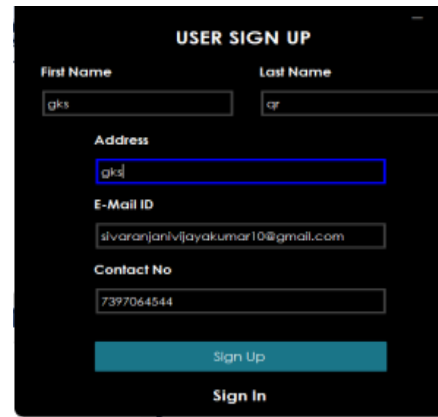 USER SIGN UP
First Name Last Name
gks qr
Address
gks
E-Mail ID
sivaranjanivijayakumar10@gmail.com
Contact No
7397064544
Sign Up
Sign In